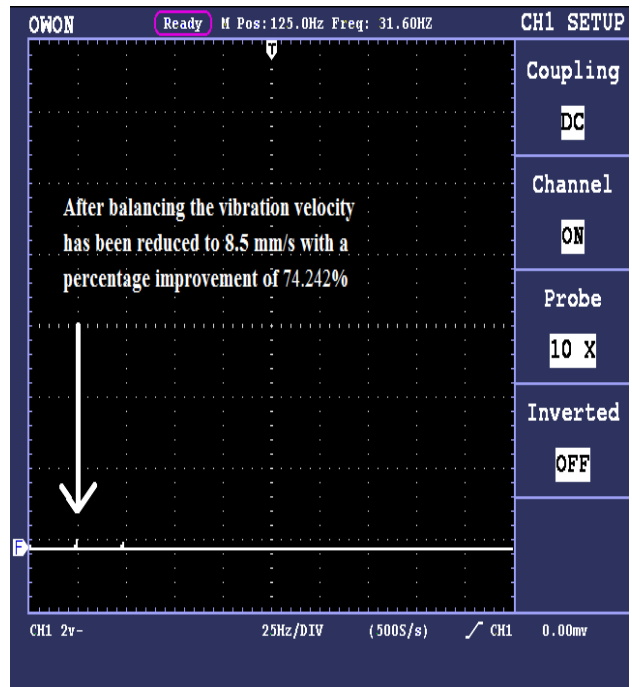 OWON Ready M Pos:125.0Hz Freq: 31.60HZ CH1 SETUP
T
Coupling
DC
Channel
ON
Probe
10 X
Inverted
OFF
After balancing the vibration velocity
has been reduced to 8.5 mm/s with a
percentage improvement of 74.242%
F
CH1 2v~ 25Hz/DIV (500S/s) CH1 0.00mv